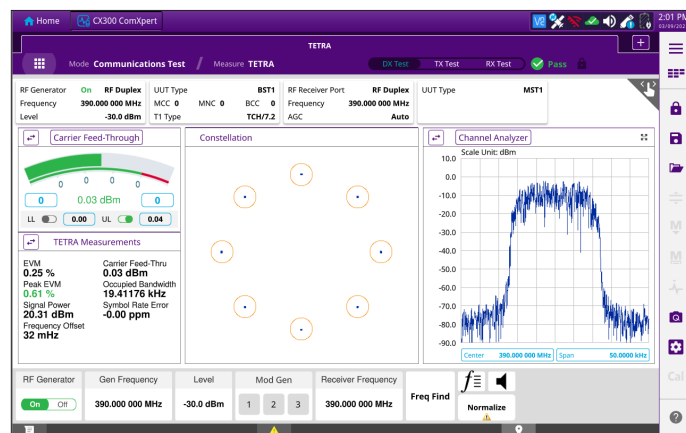 Home
CX300 ComXpert
2:01 PM
03/09/202
TETRA
Mode Communications Test / Measure TETRA
DX Test TX Test RX Test Pass
RF Generator On RF Duplex
Frequency 390.000 000 MHz
Level -30.0 dBm
UUT Type BST1
MCC 0 MNC 0 BCC 0
T1 Type TCH/7.2
RF Receiver Port RF Duplex
Frequency 390.000 000 MHz
AGC Auto
UUT Type MST1
Carrier Feed-Through
0 0 0 0
0 0.03 dBm 0
LL 0.00 UL 0.04
TETRA Measurements
EVM
0.25 %
Peak EVM
0.61 %
Signal Power
20.31 dBm
Frequency Offset
32 mHz
Carrier Feed-Thru
0.03 dBm
Occupied Bandwidth
19.41176 kHz
Symbol Rate Error
-0.00 ppm
Constellation
Channel Analyzer
Scale Unit: dBm
10.0
0.0
-10.0
-20.0
-30.0
-40.0
-50.0
-60.0
-70.0
-80.0
-90.0
Center 390.000 000 MHz Span 50.0000 kHz
RF Generator
On Off
Gen Frequency
390.000 000 MHz
Level
-30.0 dBm
Mod Gen
1 2 3
Receiver Frequency
390.000 000 MHz
Freq Find
Normalize
M
M
Cal
?